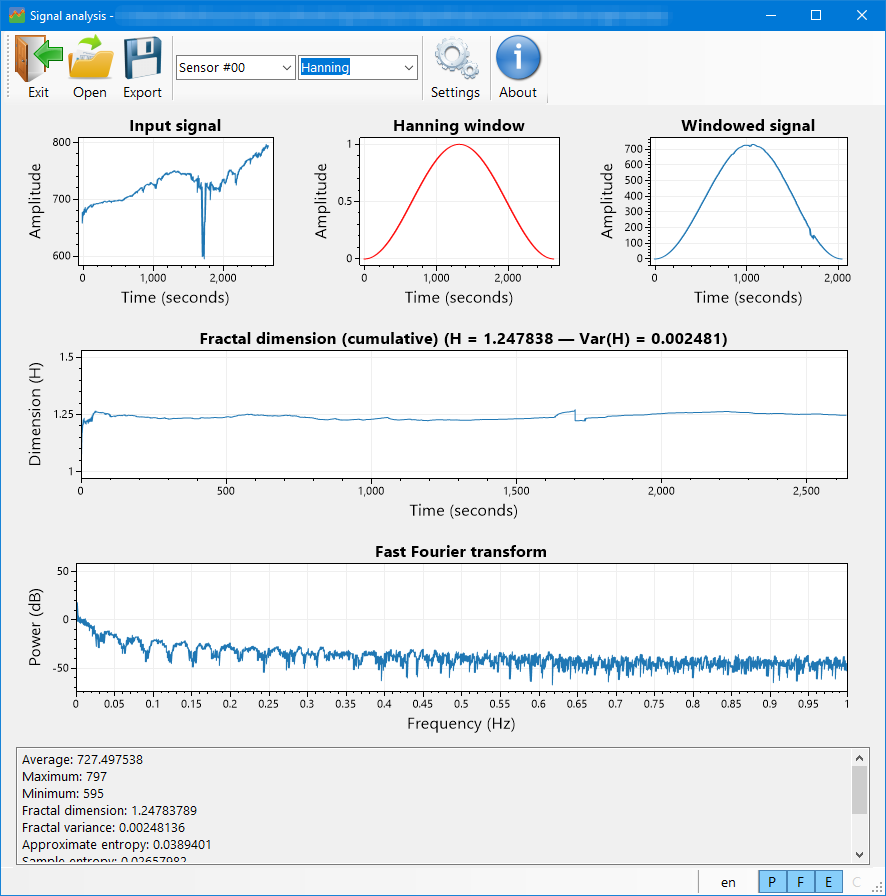 Signal analysis -
Exit Open Export Sensor #00 Hanning Settings About
Input signal
Amplitude
800
700
600
0 1,000 2,000
Time (seconds)
Hanning window
Amplitude
1
0.5
0
0 1,000 2,000
Time (seconds)
Windowed signal
Amplitude
700
600
500
400
300
200
100
0
0 1,000 2,000
Time (seconds)
Fractal dimension (cumulative) (H = 1.247838 — Var(H) = 0.002481)
Dimension (H)
1.5
1.25
1
0 500 1,000 1,500 2,000 2,500
Time (seconds)
Fast Fourier transform
Power (dB)
50
0
-50
0 0.05 0.1 0.15 0.2 0.25 0.3 0.35 0.4 0.45 0.5 0.55 0.6 0.65 0.7 0.75 0.8 0.85 0.9 0.95 1
Frequency (Hz)
Average: 727.497538
Maximum: 797
Minimum: 595
Fractal dimension: 1.24783789
Fractal variance: 0.00248136
Approximate entropy: 0.0389401
Sample entropy: 0.02657982
en P F E C